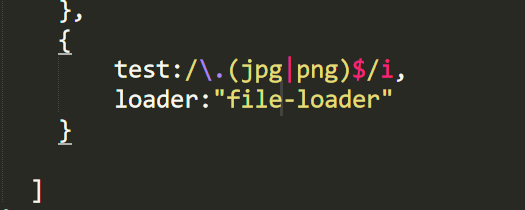 },
{
test:/\.(jpg|png)$/i,
loader:"file-loader"
}
]